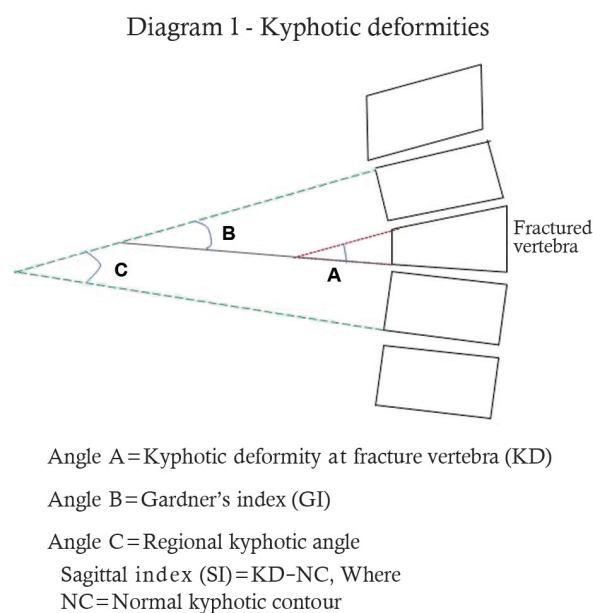 Diagram 1 - Kyphotic deformities
Fractured
vertebra
B
C
A
Angle A=Kyphotic deformity at fracture vertebra (KD)
Angle B=Gardner's index (GI)
Angle C=Regional kyphotic angle
Sagittal index (SI)=KD-NC, Where
NC=Normal kyphotic contour